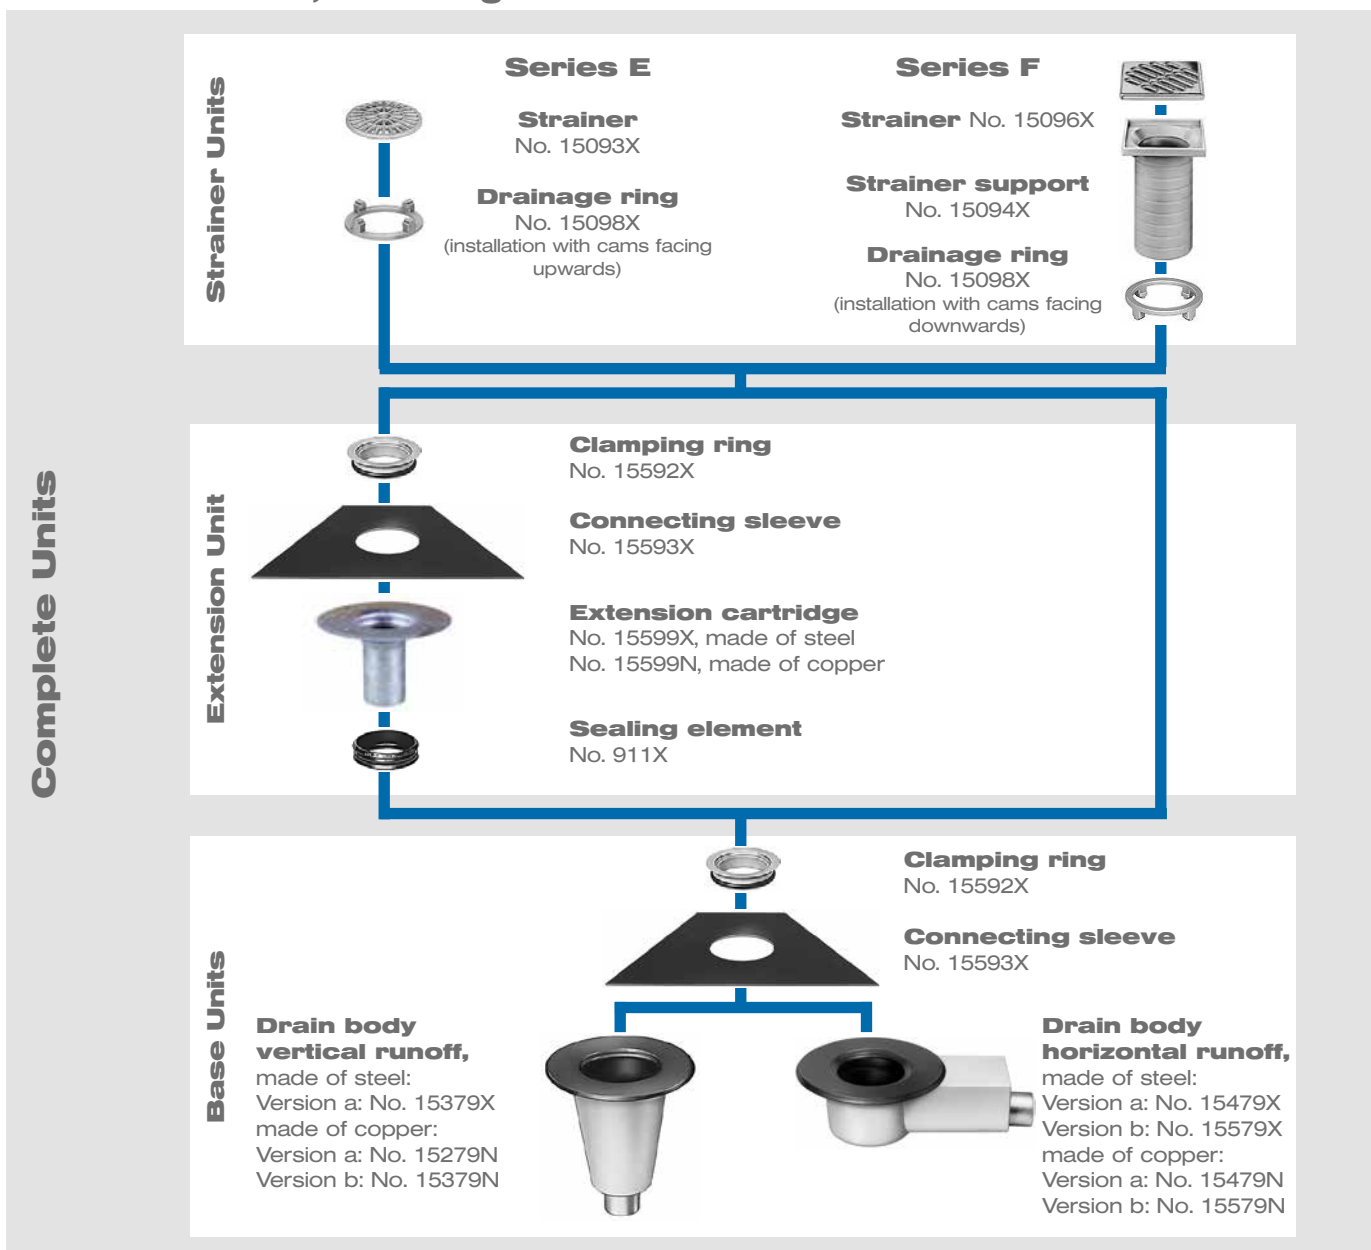 Complete Units
Strainer Units
Series E
Strainer
No. 15093X
Drainage ring
No. 15098X
(installation with cams facing
upwards)
Series F
Strainer No. 15096X
Strainer support
No. 15094X
Drainage ring
No. 15098X
(installation with cams facing
downwards)
Extension Unit
Clamping ring
No. 15592X
Connecting sleeve
No. 15593X
Extension cartridge
No. 15599X, made of steel
No. 15599N, made of copper
Sealing element
No. 911X
Base Units
Clamping ring
No. 15592X
Connecting sleeve
No. 15593X
Drain body
vertical runoff,
made of steel:
Version a: No. 15379X
made of copper:
Version a: No. 15279N
Version b: No. 15379N
Drain body
horizontal runoff,
made of steel:
Version a: No. 15479X
Version b: No. 15579X
made of copper:
Version a: No. 15479N
Version b: No. 15579N